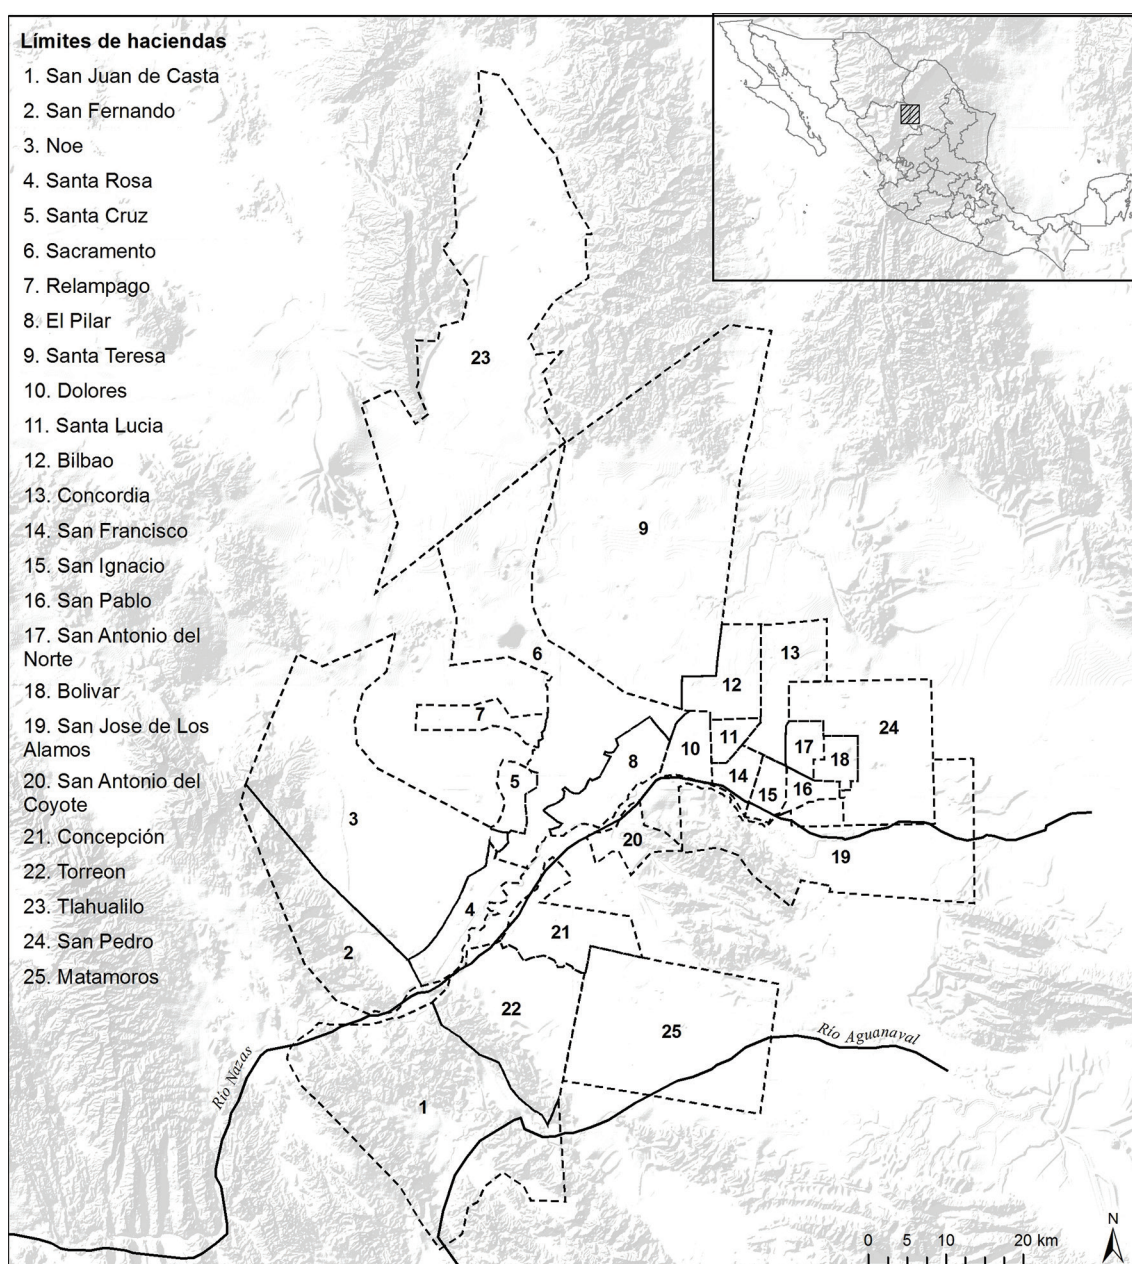 Límites de haciendas
1. San Juan de Casta
2. San Fernando
3. Noe
4. Santa Rosa
5. Santa Cruz
6. Sacramento
7. Relampago
8. El Pilar
9. Santa Teresa
10. Dolores
11. Santa Lucia
12. Bilbao
13. Concordia
14. San Francisco
15. San Ignacio
16. San Pablo
17. San Antonio del
Norte
18. Bolivar
19. San Jose de Los
Alamos
20. San Antonio del
Coyote
21. Concepción
22. Torreon
23. Tlahualilo
24. San Pedro
25. Matamoros
23
9
6
13
12
7
24
11
10
17
18
8
5
14
16
15
3
20
19
4
21
2
22
25
Río Aguanaval
Río Nazas
1
N
0 5 10 20 km